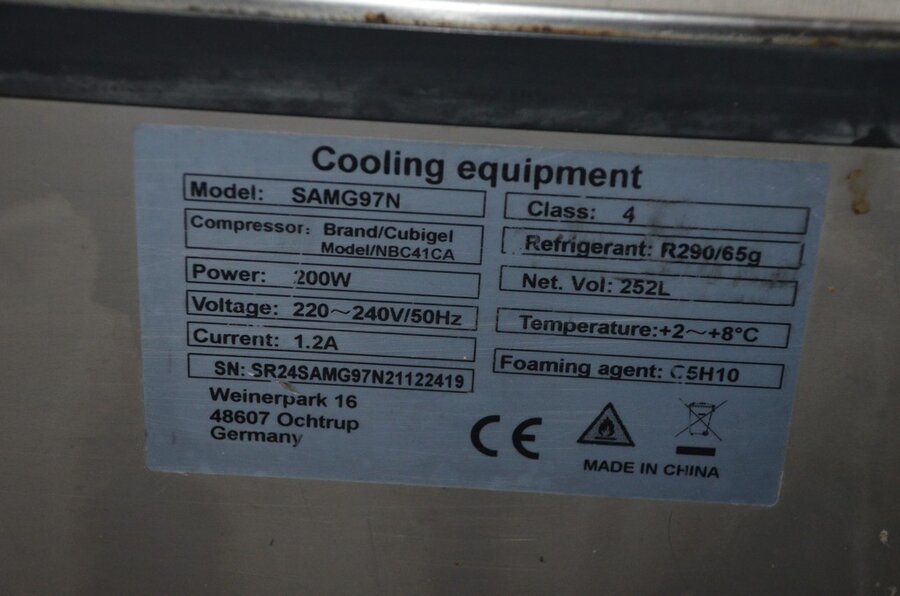 Cooling equipment
Model: SAMG97N
Compressor: Brand/Cubigel
Model/NBC41CA
Power: 200W
Voltage: 220~240V/50Hz
Current: 1.2A
SN: SR24SAMG97N21122419
Weinerpark 16
48607 Ochtrup
Germany
Class: 4
Refrigerant: R290/65g
Net. Vol: 252L
Temperature:+2~+8°C
Foaming agent: C5H10
CE
MADE IN CHINA